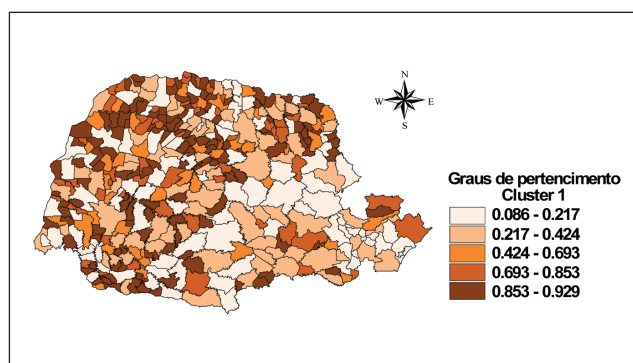 N
W E
S
Graus de pertencimento
Cluster 1
0.086 - 0.217
0.217 - 0.424
0.424 - 0.693
0.693 - 0.853
0.853 - 0.929